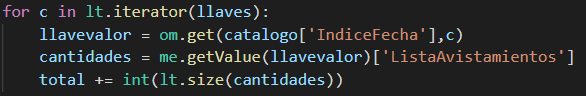 for c in lt.iterator(llaves):
    llavevalor = om.get(catalogo['IndiceFecha'],c)
    cantidades = me.getValue(llavevalor)['ListaAvistamientos']
    total += int(lt.size(cantidades))